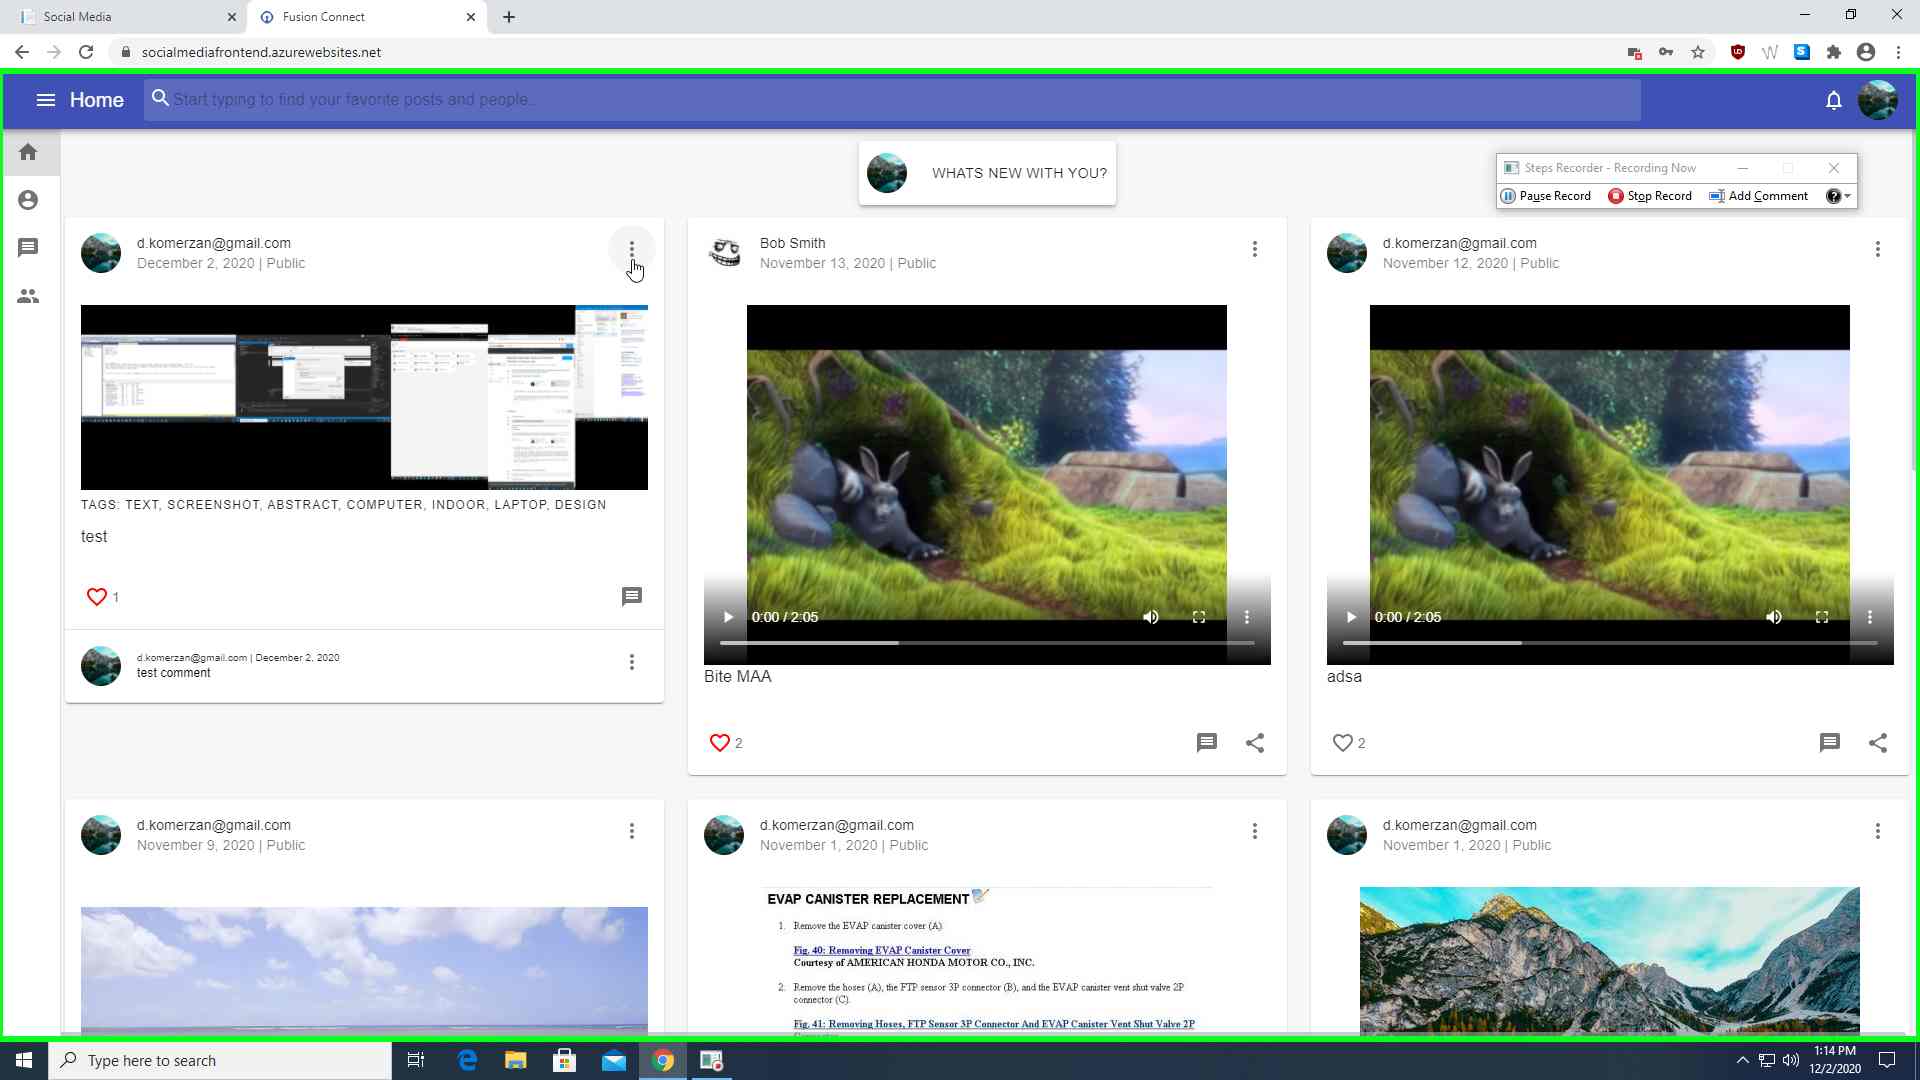 Social Media
Fusion Connect
socialmediafrontend.azurewebsites.net
Home
Start typing to find your favorite posts and people..
WHATS NEW WITH YOU?
Steps Recorder - Recording Now
Pause Record
Stop Record
Add Comment
d.komerzan@gmail.com
December 2, 2020 | Public
TAGS: TEXT, SCREENSHOT, ABSTRACT, COMPUTER, INDOOR, LAPTOP, DESIGN
test
1
d.komerzan@gmail.com | December 2, 2020
test comment
Bob Smith
November 13, 2020 | Public
0:00 / 2:05
Bite MAA
2
d.komerzan@gmail.com
November 12, 2020 | Public
0:00 / 2:05
adsa
2
d.komerzan@gmail.com
November 9, 2020 | Public
d.komerzan@gmail.com
November 1, 2020 | Public
EVAP CANISTER REPLACEMENT
1. Remove the EVAP canister cover (A).
Fig. 40: Removing EVAP Canister Cover
Courtesy of AMERICAN HONDA MOTOR CO., INC.
2. Remove the hoses (A), the FTP sensor 3P connector (B), and the EVAP canister vent shut valve 2P
connector (C).
Fig. 41: Removing Hoses, FTP Sensor 3P Connector And EVAP Canister Vent Shut Valve 2P
d.komerzan@gmail.com
November 1, 2020 | Public
Type here to search
1:14 PM
12/2/2020